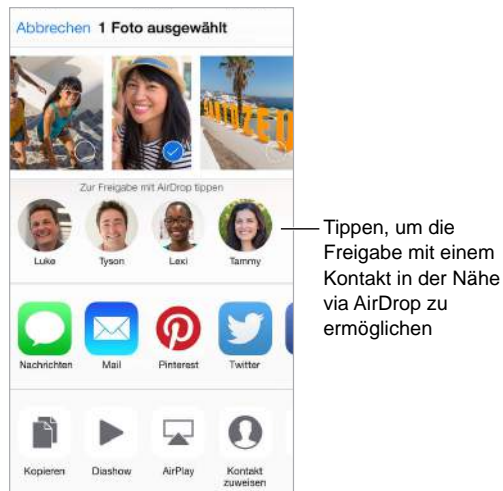 Abbrechen 1 Foto ausgewählt
Zur Freigabe mit AirDrop tippen
Luke Tyson Lexi Tammy
Tippen, um die
Freigabe mit einem
Kontakt in der Nähe
via AirDrop zu
ermöglichen
Nachrichten Mail Pinterest Twitter
Kopieren Diashow AirPlay Kontakt
zuweisen